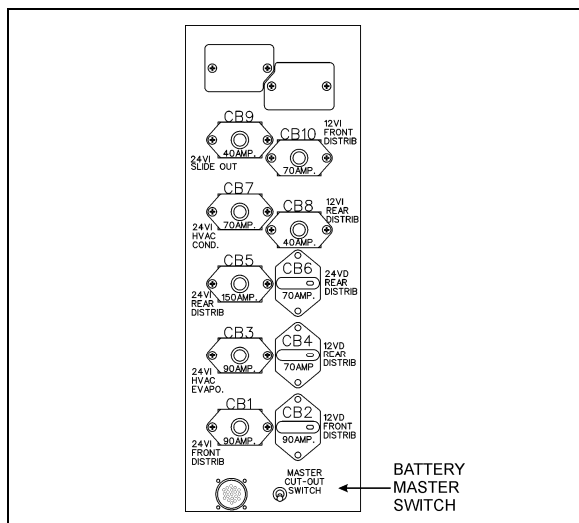 CB9
40AMP.
24VI
SLIDE OUT
12VI
FRONT
DISTRIB
CB10
70AMP.
CB7
70AMP.
24VI
HVAC
COND.
12VI
REAR
DISTRIB
CB8
40AMP.
CB5
150AMP.
24VI
REAR
DISTRIB
CB6
70AMP.
24VD
REAR
DISTRIB
CB3
90AMP.
24VI
HVAC
EVAPO.
CB4
70AMP
12VD
REAR
DISTRIB
CB1
90AMP.
24VI
FRONT
DISTRIB
CB2
90AMP.
12VD
FRONT
DISTRIB
MASTER
CUT-OUT
SWITCH
BATTERY
MASTER
SWITCH